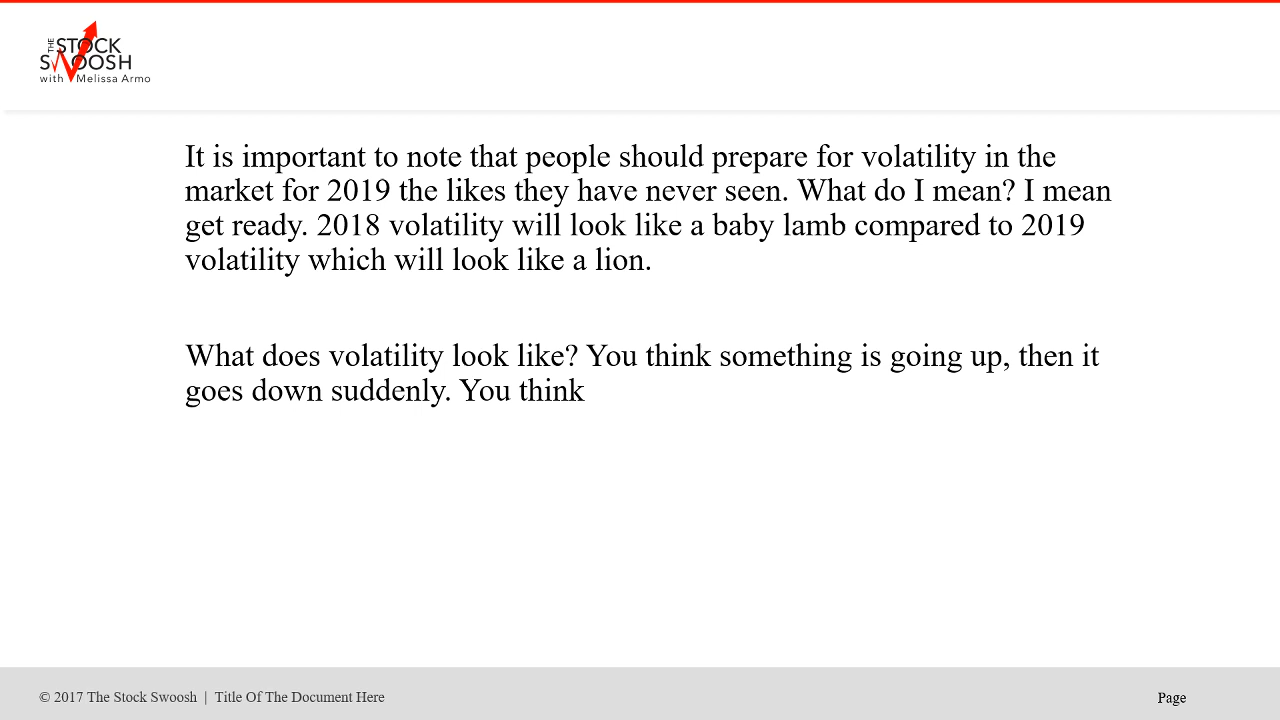 THE STOCK
SWOOSH
with Melissa Armo
It is important to note that people should prepare for volatility in the
market for 2019 the likes they have never seen. What do I mean? I mean
get ready. 2018 volatility will look like a baby lamb compared to 2019
volatility which will look like a lion.
What does volatility look like? You think something is going up, then it
goes down suddenly. You think
© 2017 The Stock Swoosh | Title Of The Document Here
Page